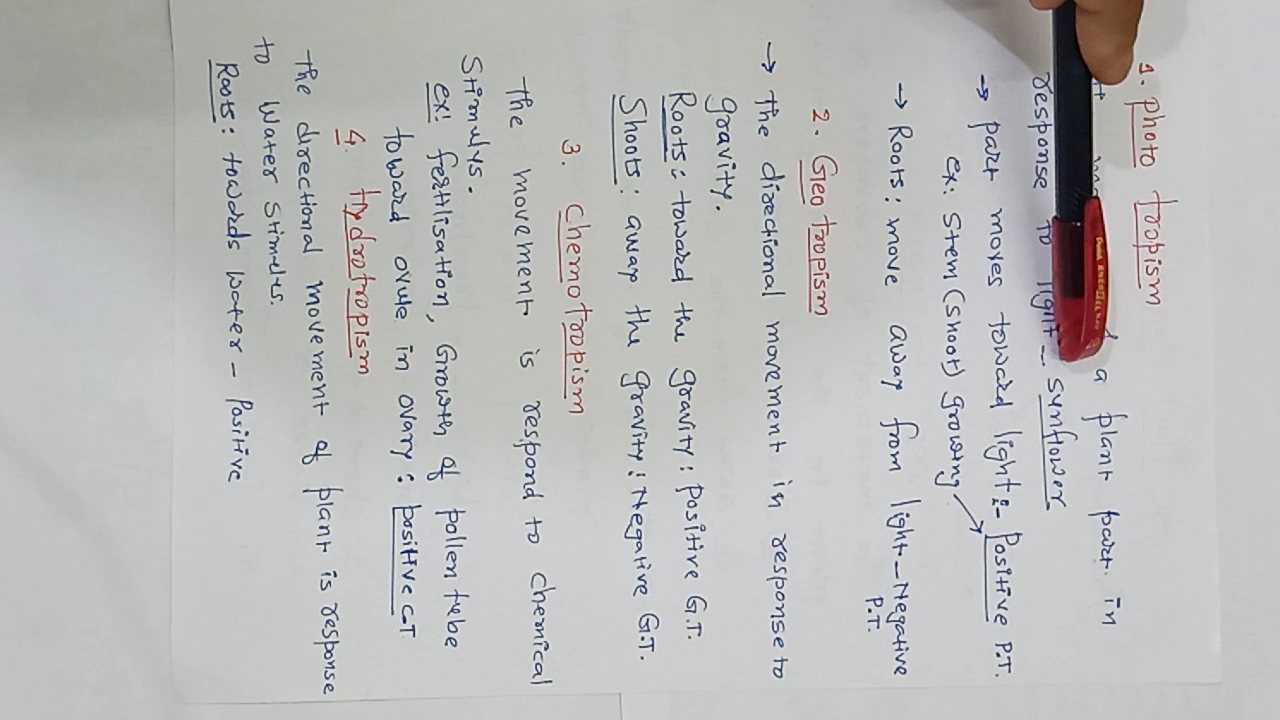 1. Photo Tropism
a plant part in
response to light - sunflower
→ part moves toward light:- Positive P.T.
ex: Stem (shoot) growing →
→ Roots: move away from light - Negative P.T.
2. Geo Tropism
→ The directional movement in response to
gravity.
Roots: toward the gravity: Positive G.T.
Shoots: away the gravity: Negative G.T.
3. Chemotropism
The movement is respond to chemical
Stimulus.
ex: fertilisation, Growth of pollen tube
toward ovule in ovary: positive C.T
4. Hydrotropism
The directional movement of plant is response
to Water Stimulus.
Roots: towards water - Positive